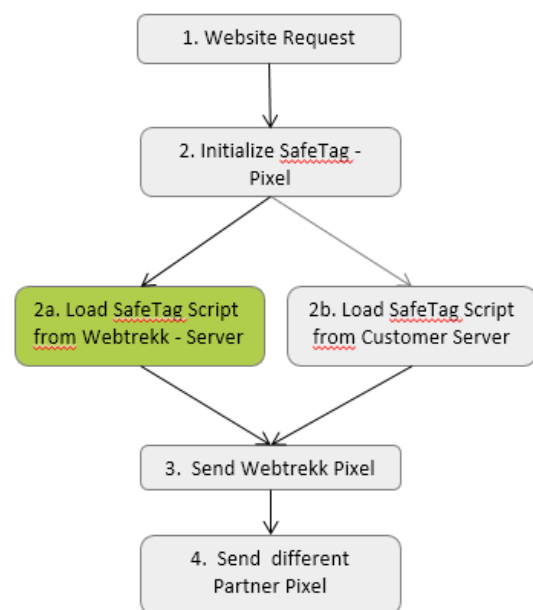 1. Website Request
2. Initialize SafeTag -
Pixel
2a. Load SafeTag Script
from Webtrekk - Server
2b. Load SafeTag Script
from Customer Server
3. Send Webtrekk Pixel
4. Send different
Partner Pixel